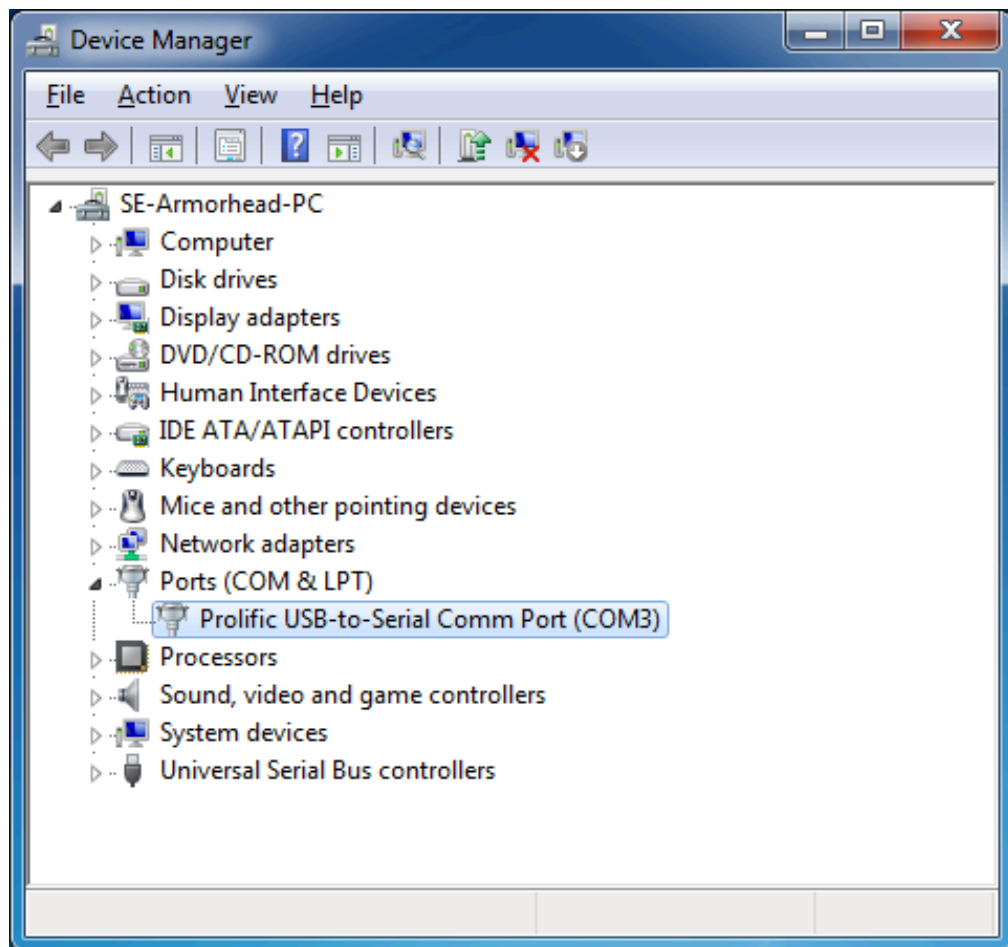 Device Manager
File Action View Help
SE-Armorhead-PC
Computer
Disk drives
Display adapters
DVD/CD-ROM drives
Human Interface Devices
IDE ATA/ATAPI controllers
Keyboards
Mice and other pointing devices
Network adapters
Ports (COM & LPT)
Prolific USB-to-Serial Comm Port (COM3)
Processors
Sound, video and game controllers
System devices
Universal Serial Bus controllers